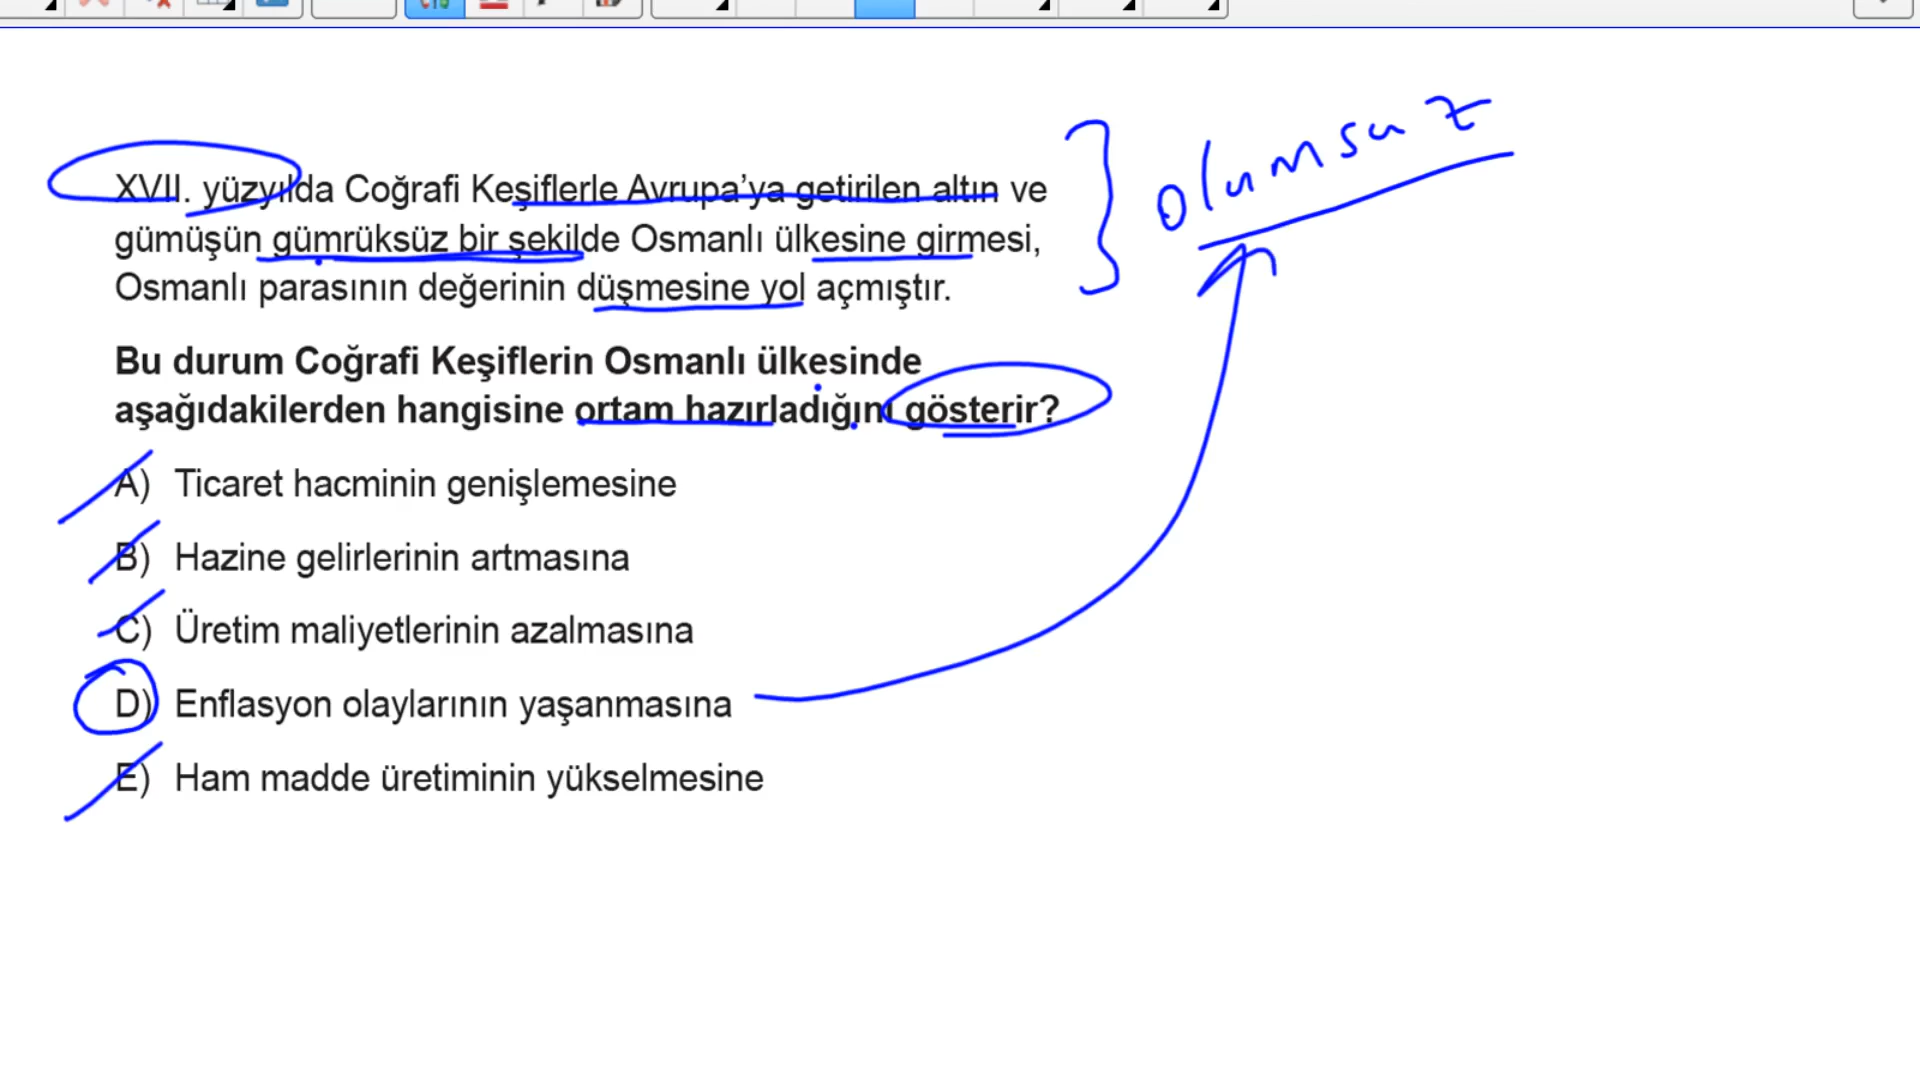 XVII. yüzyılda Coğrafi Keşiflerle Avrupa'ya getirilen altın ve
gümüşün gümrüksüz bir şekilde Osmanlı ülkesine girmesi,
Osmanlı parasının değerinin düşmesine yol açmıştır.
olumsuz
Bu durum Coğrafi Keşiflerin Osmanlı ülkesinde
aşağıdakilerden hangisine ortam hazırladığını gösterir?
A) Ticaret hacminin genişlemesine
B) Hazine gelirlerinin artmasına
C) Üretim maliyetlerinin azalmasına
D) Enflasyon olaylarının yaşanmasına
E) Ham madde üretiminin yükselmesine